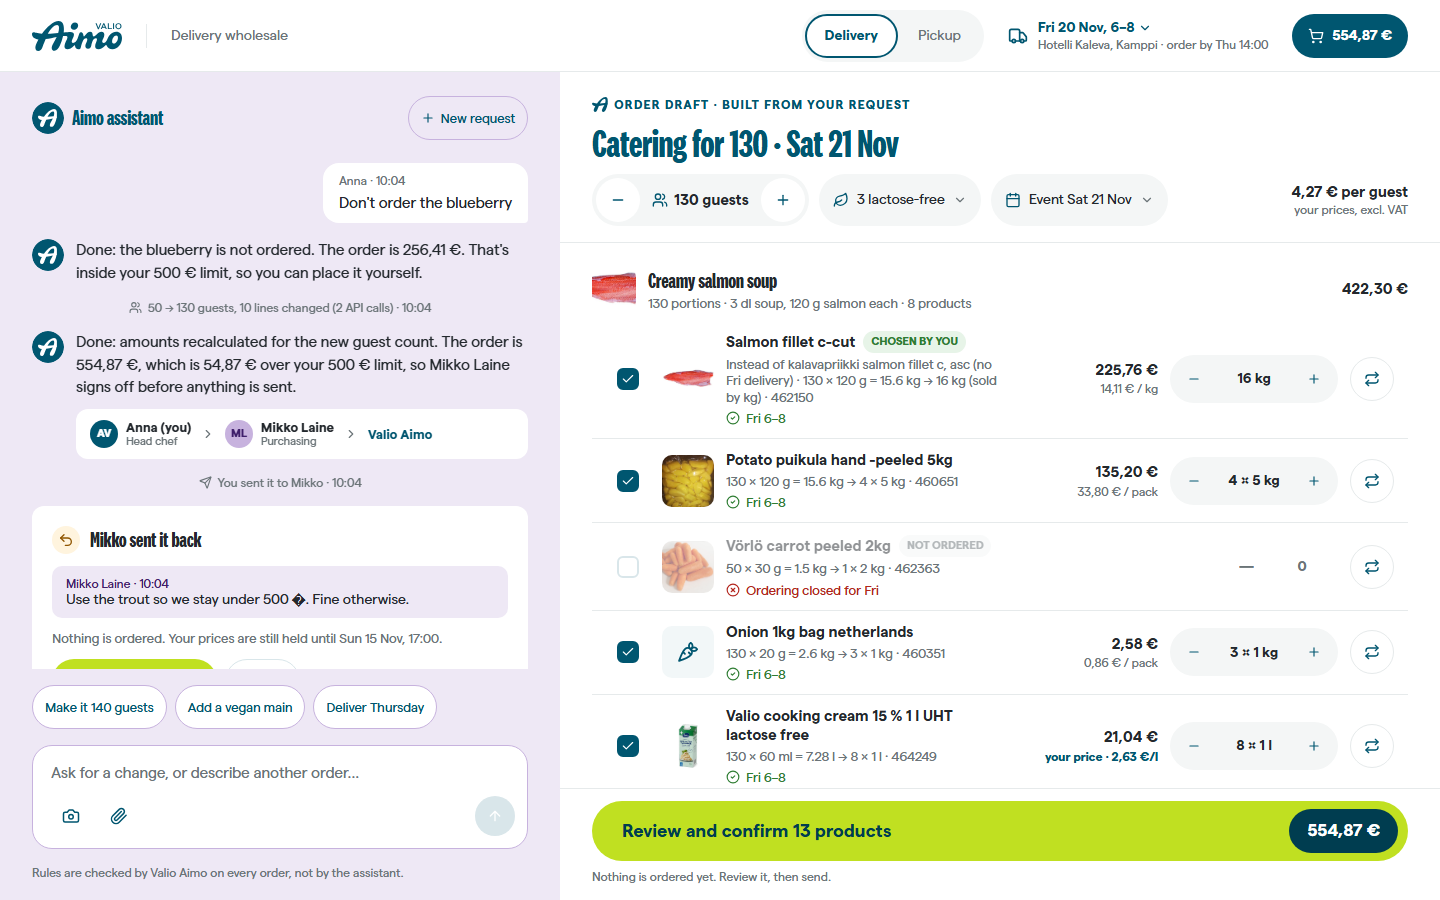 VALIO
Aimo
Delivery wholesale
Delivery
Pickup
Fri 20 Nov, 6–8
Hotelli Kaleva, Kamppi · order by Thu 14:00
554,87 €
Aimo assistant
+ New request
Anna · 10:04
Don't order the blueberry
Done: the blueberry is not ordered. The order is 256,41 €. That's
inside your 500 € limit, so you can place it yourself.
50 → 130 guests, 10 lines changed (2 API calls) · 10:04
Done: amounts recalculated for the new guest count. The order is
554,87 €, which is 54,87 € over your 500 € limit, so Mikko Laine
signs off before anything is sent.
AV
Anna (you)
Head chef
ML
Mikko Laine
Purchasing
Valio Aimo
You sent it to Mikko · 10:04
Mikko sent it back
Mikko Laine · 10:04
Use the trout so we stay under 500 �. Fine otherwise.
Nothing is ordered. Your prices are still held until Sun 15 Nov, 17:00.
Make it 140 guests
Add a vegan main
Deliver Thursday
Ask for a change, or describe another order...
Rules are checked by Valio Aimo on every order, not by the assistant.
ORDER DRAFT · BUILT FROM YOUR REQUEST
Catering for 130 · Sat 21 Nov
− 130 guests +
3 lactose-free
Event Sat 21 Nov
4,27 € per guest
your prices, excl. VAT
Creamy salmon soup
130 portions · 3 dl soup, 120 g salmon each · 8 products
422,30 €
Salmon fillet c-cut CHOSEN BY YOU
Instead of kalavapriikki salmon fillet c, asc (no
Fri delivery) · 130 × 120 g = 15.6 kg → 16 kg (sold
by kg) · 462150
Fri 6–8
225,76 €
14,11 € / kg
− 16 kg +
Potato puikula hand -peeled 5kg
130 × 120 g = 15.6 kg → 4 × 5 kg · 460651
Fri 6–8
135,20 €
33,80 € / pack
− 4 × 5 kg +
Vörlö carrot peeled 2kg NOT ORDERED
50 × 30 g = 1.5 kg → 1 × 2 kg · 462363
Ordering closed for Fri
— 0
Onion 1kg bag netherlands
130 × 20 g = 2.6 kg → 3 × 1 kg · 460351
Fri 6–8
2,58 €
0,86 € / pack
− 3 × 1 kg +
Valio cooking cream 15 % 1 l UHT
lactose free
130 × 60 ml = 7.28 l → 8 × 1 l · 464249
Fri 6–8
21,04 €
your price · 2,63 €/l
− 8 × 1 l +
Review and confirm 13 products
554,87 €
Nothing is ordered yet. Review it, then send.